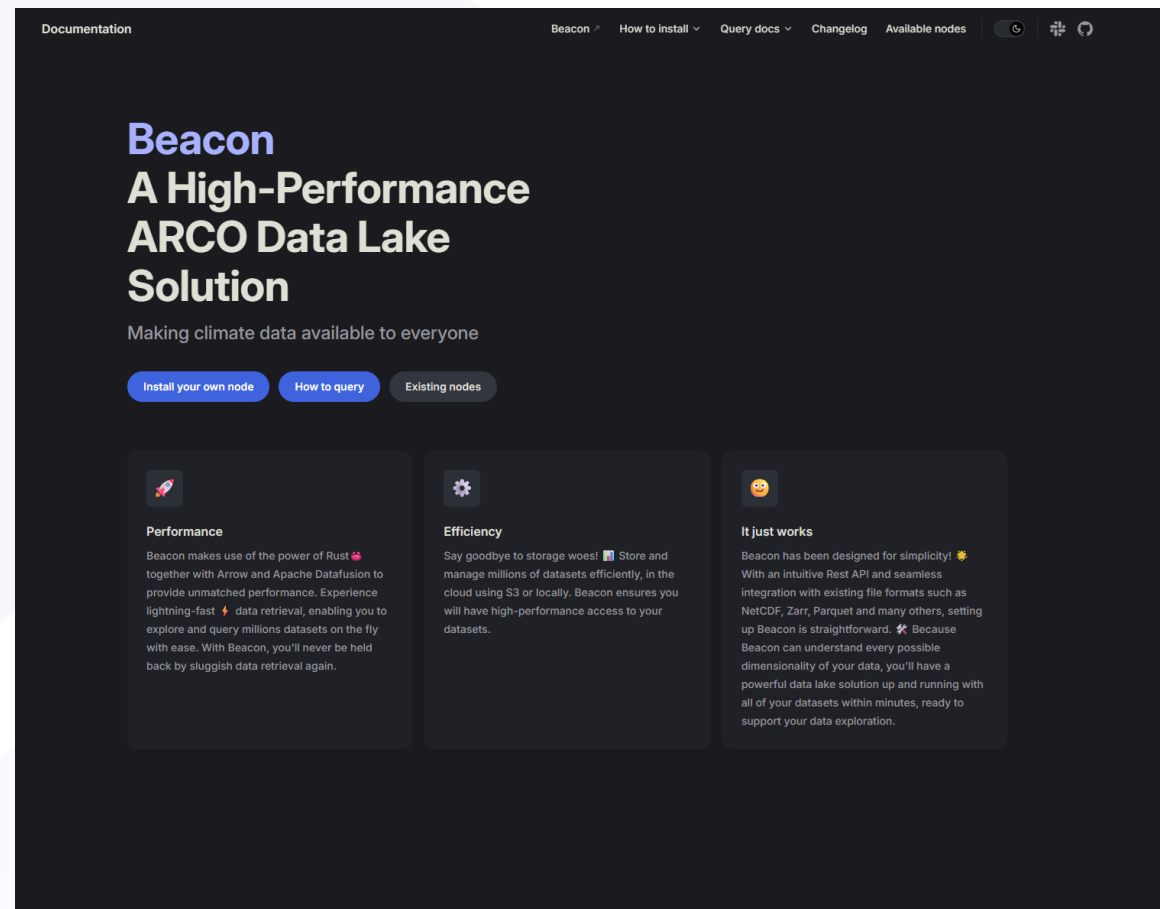 Documentation
Beacon How to install Query docs Changelog Available nodes
Beacon
A High-Performance
ARCO Data Lake
Solution
Making climate data available to everyone
Install your own node How to query Existing nodes
Performance
Beacon makes use of the power of Rust🦀
together with Arrow and Apache Datafusion to
provide unmatched performance. Experience
lightning-fast ⚡ data retrieval, enabling you to
explore and query millions datasets on the fly
with ease. With Beacon, you'll never be held
back by sluggish data retrieval again.
Efficiency
Say goodbye to storage woes! 📊 Store and
manage millions of datasets efficiently, in the
cloud using S3 or locally. Beacon ensures you
will have high-performance access to your
datasets.
It just works
Beacon has been designed for simplicity! 🌟
With an intuitive Rest API and seamless
integration with existing file formats such as
NetCDF, Zarr, Parquet and many others, setting
up Beacon is straightforward. 🛠️ Because
Beacon can understand every possible
dimensionality of your data, you'll have a
powerful data lake solution up and running with
all of your datasets within minutes, ready to
support your data exploration.